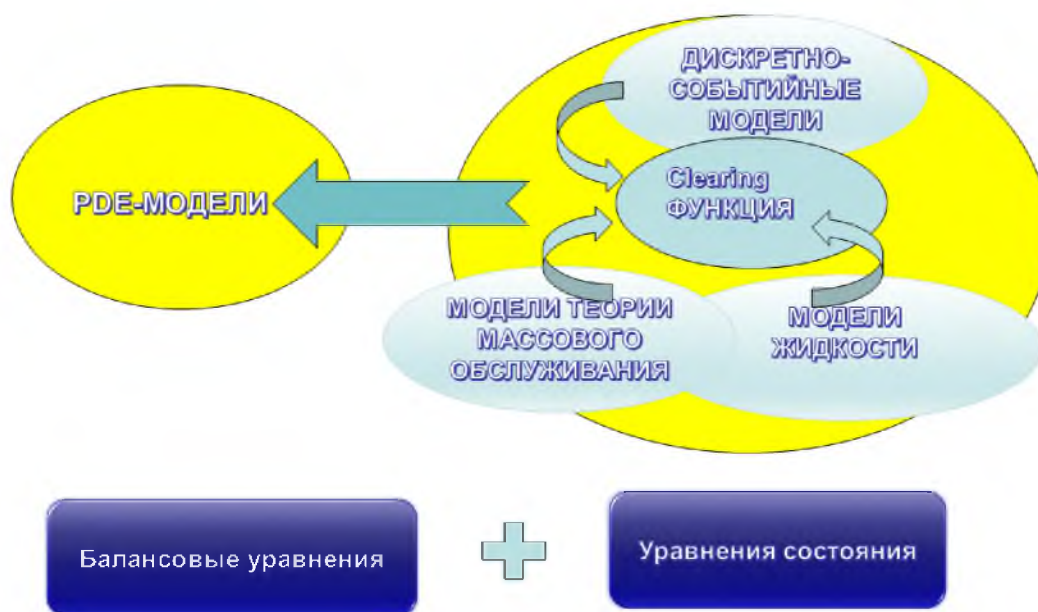 ДИСКРЕТНО-
СОБЫТИЙНЫЕ
МОДЕЛИ
PDE-МОДЕЛИ
Clearing
ФУНКЦИЯ
МОДЕЛИ ТЕОРИИ
МАССОВОГО
ОБСЛУЖИВАНИЯ
МОДЕЛИ
ЖИДКОСТИ
Балансовые уравнения
Уравнения состояния